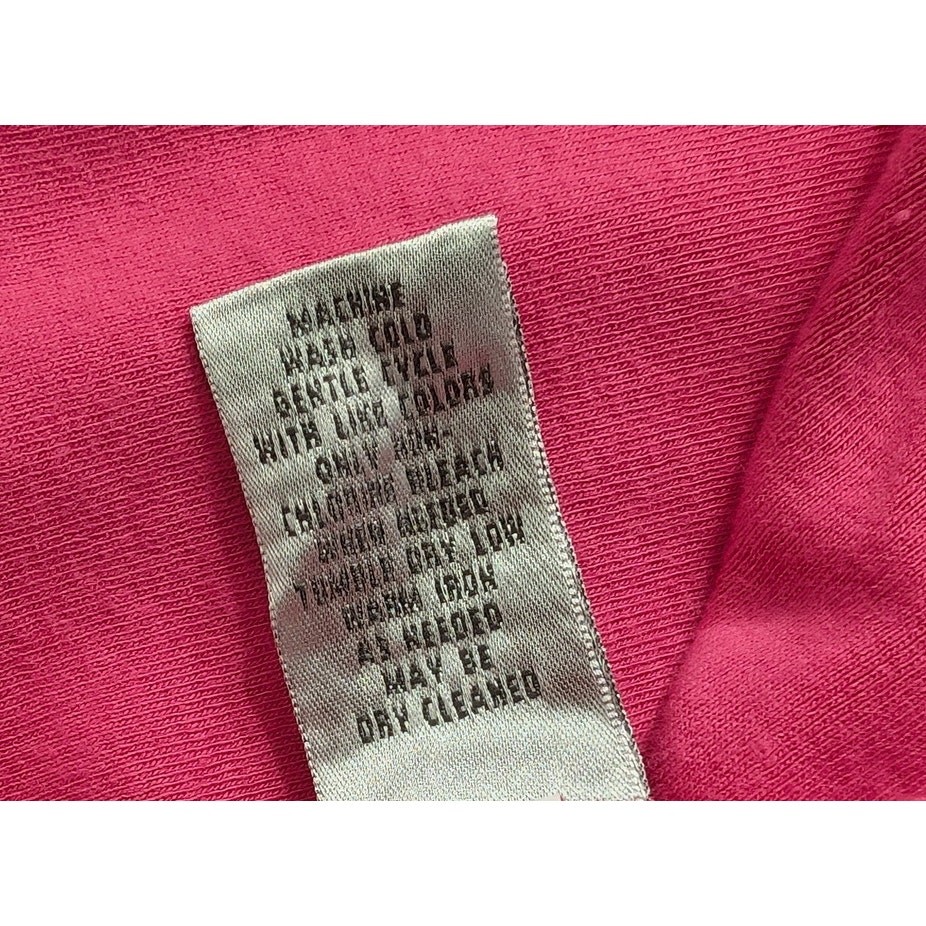 MACHINE
WASH COLD
GENTLE CYCLE
WITH LIKE COLORS
ONLY NON-
CHLORINE BLEACH
WHEN NEEDED
TUMBLE DRY LOW
WARM IRON
AS NEEDED
MAY BE
DRY CLEANED